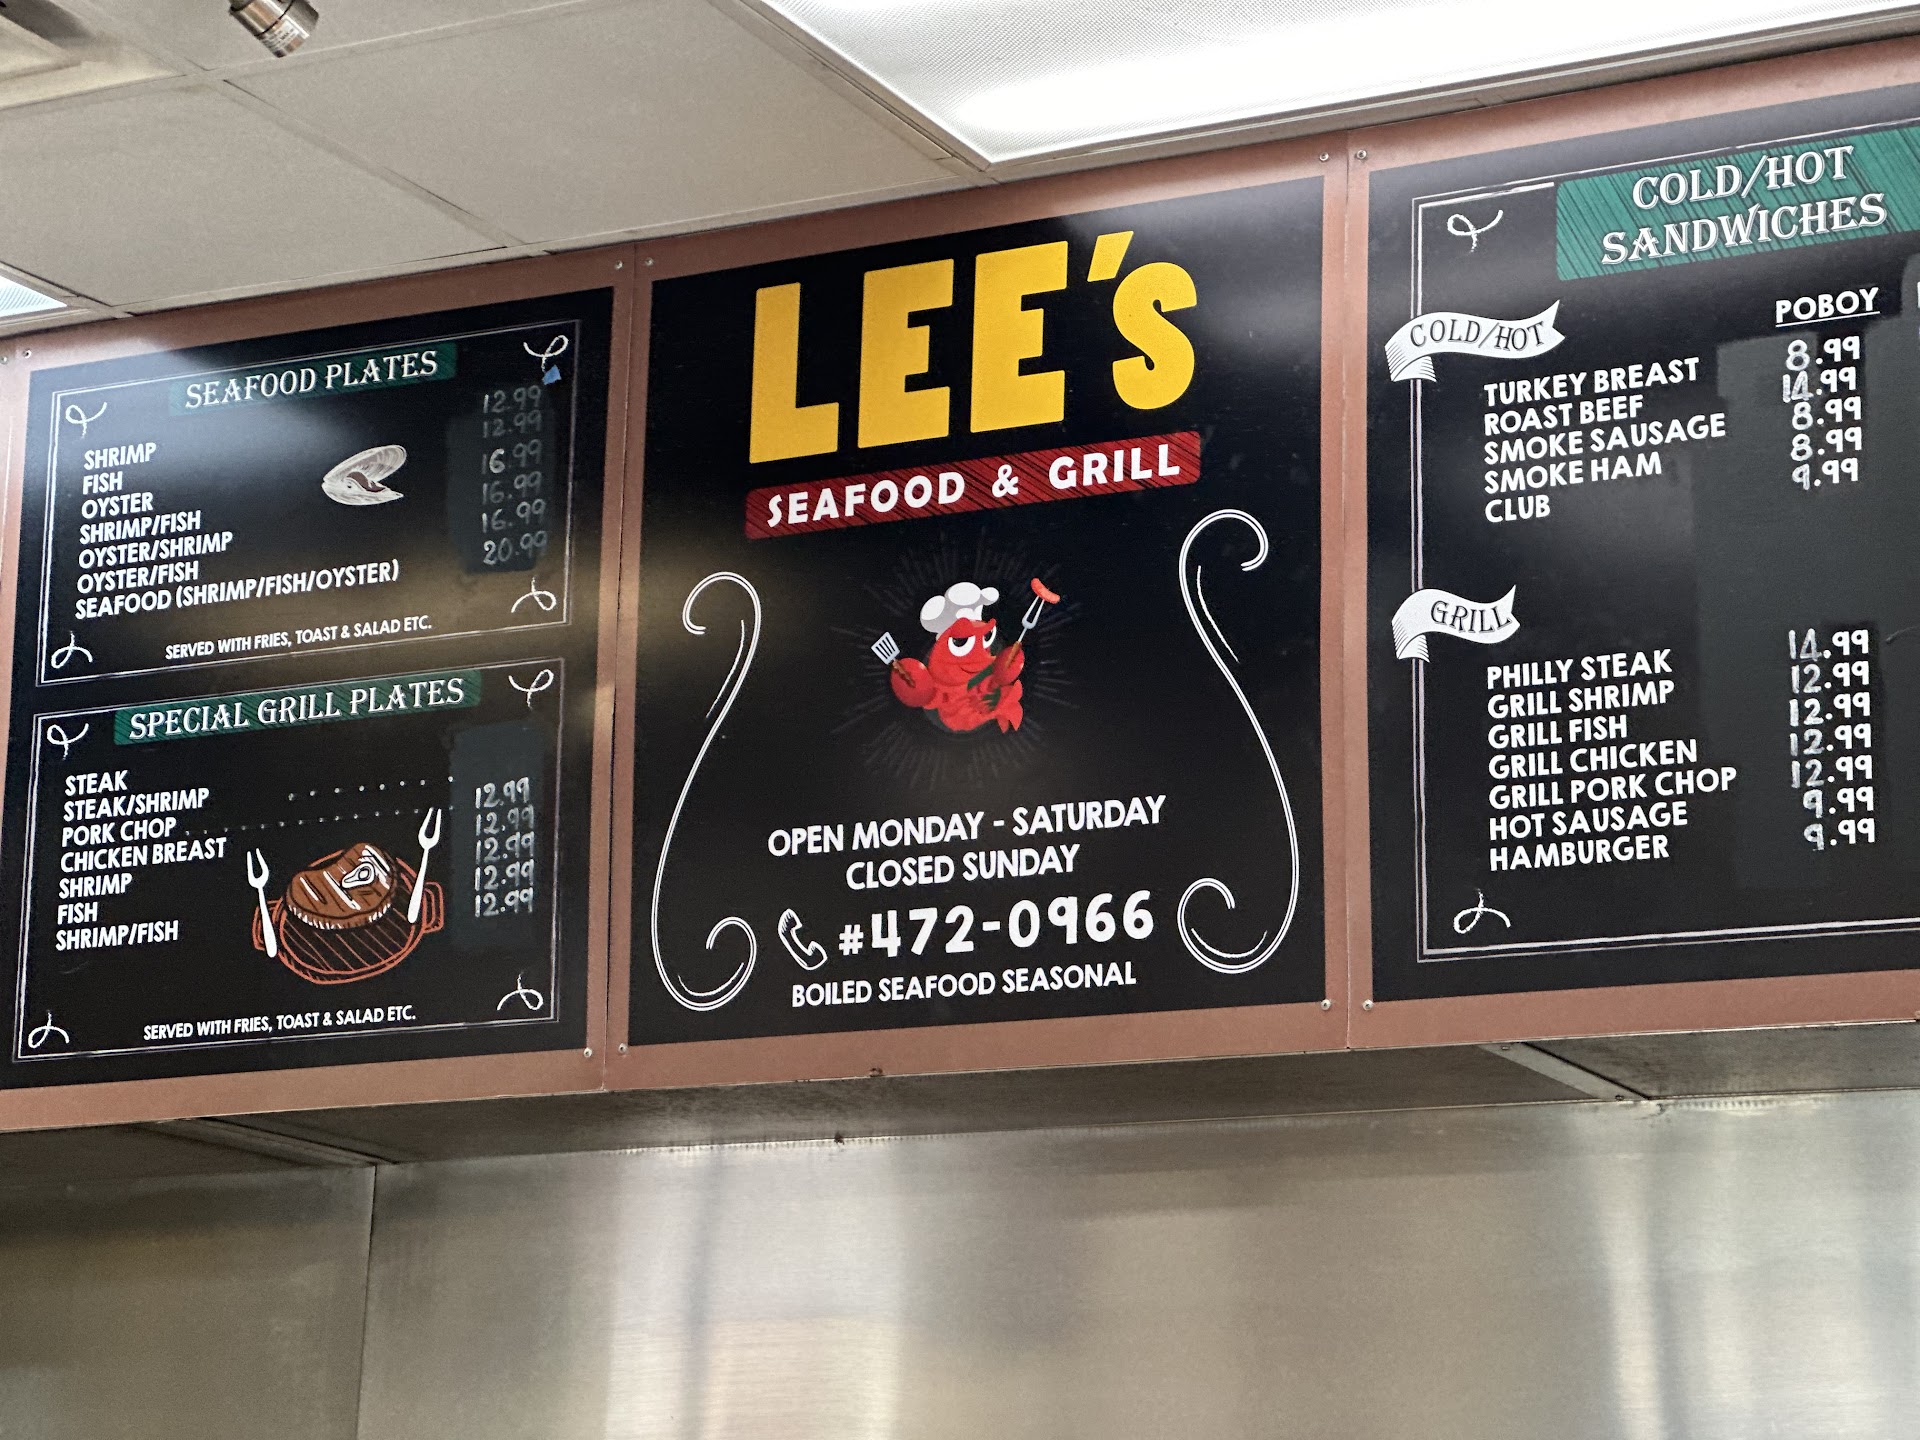 SEAFOOD PLATES
SHRIMP 12.99
FISH 12.99
OYSTER
SHRIMP/FISH 16.99
OYSTER/SHRIMP 16.99
OYSTER/FISH 16.99
SEAFOOD (SHRIMP/FISH/OYSTER) 20.99
SERVED WITH FRIES, TOAST & SALAD ETC.
SPECIAL GRILL PLATES
STEAK
STEAK/SHRIMP
PORK CHOP 12.99
CHICKEN BREAST 12.99
SHRIMP 12.99
FISH 12.99
SHRIMP/FISH 12.99
SERVED WITH FRIES, TOAST & SALAD ETC.
LEE'S
SEAFOOD & GRILL
OPEN MONDAY - SATURDAY
CLOSED SUNDAY
#472-0966
BOILED SEAFOOD SEASONAL
COLD/HOT
SANDWICHES
POBOY
COLD/HOT
TURKEY BREAST 8.99
ROAST BEEF 14.99
SMOKE SAUSAGE 8.99
SMOKE HAM 8.99
CLUB 9.99
GRILL
PHILLY STEAK 14.99
GRILL SHRIMP 12.99
GRILL FISH 12.99
GRILL CHICKEN 12.99
GRILL PORK CHOP 12.99
HOT SAUSAGE 9.99
HAMBURGER 9.99